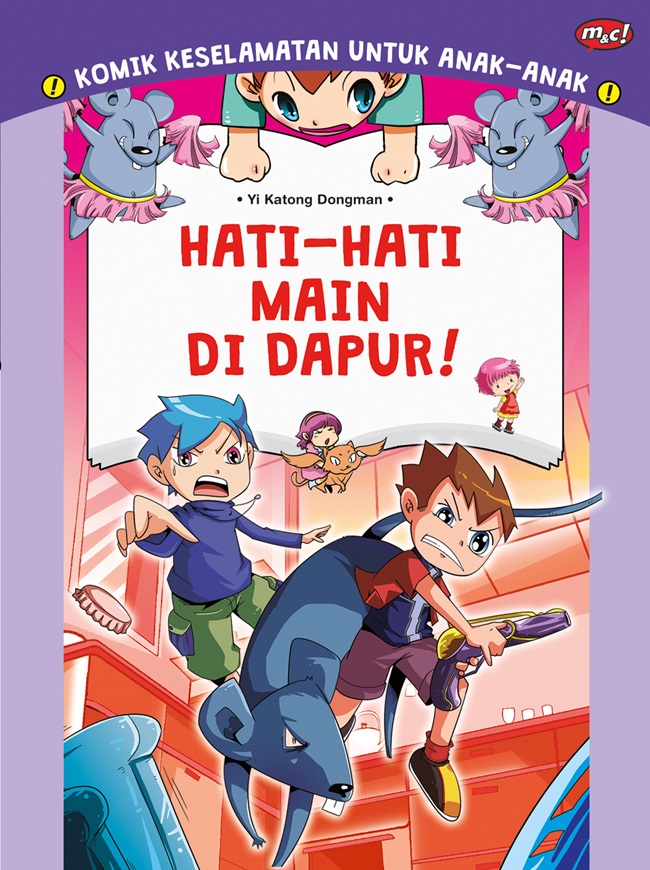 m&c!
! KOMIK KESELAMATAN UNTUK ANAK-ANAK !
• Yi Katong Dongman •
HATI-HATI
MAIN
DI DAPUR!